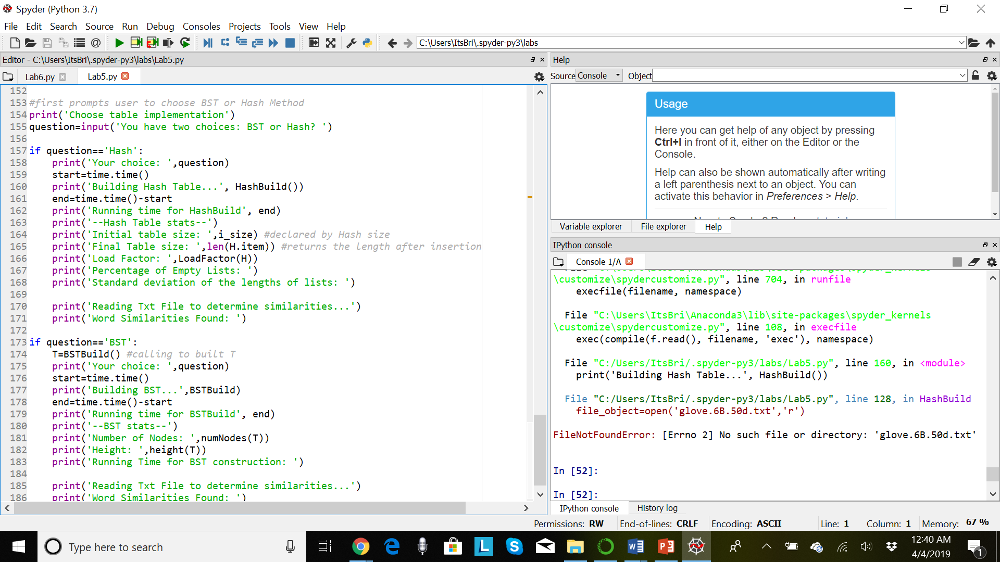 Spyder (Python 3.7)
File Edit Search Source Run Debug Consoles Projects Tools View Help
C:\Users\ItsBri\.spyder-py3\labs
Editor - C:\Users\ItsBri\.spyder-py3\labs\Lab5.py
Lab6.py
Lab5.py
152
153 #first prompts user to choose BST or Hash Method
154 print('Choose table implementation')
155 question=input('You have two choices: BST or Hash? ')
156
157 if question=='Hash':
158     print('Your choice: ',question)
159     start=time.time()
160     print('Building Hash Table...', HashBuild())
161     end=time.time()-start
162     print('Running time for HashBuild', end)
163     print('--Hash Table stats--')
164     print('Initial table size: ',i_size) #declared by Hash size
165     print('Final Table size: ',len(H.item)) #returns the length after insertion
166     print('Load Factor: ',LoadFactor(H))
167     print('Percentage of Empty Lists: ')
168     print('Standard deviation of the lengths of lists: ')
169
170     print('Reading Txt File to determine similarities...')
171     print('Word Similarities Found: ')
172
173 if question=='BST':
174     T=BSTBuild() #calling to built T
175     print('Your choice: ',question)
176     start=time.time()
177     print('Building BST...',BSTBuild)
178     end=time.time()-start
179     print('Running time for BSTBuild', end)
180     print('--BST stats--')
181     print('Number of Nodes: ',numNodes(T))
182     print('Height: ',height(T))
183     print('Running Time for BST construction: ')
184
185     print('Reading Txt File to determine similarities...')
186     print('Word Similarities Found: ')
Help
Source Console Object
Usage
Here you can get help of any object by pressing
Ctrl+I in front of it, either on the Editor or the
Console.
Help can also be shown automatically after writing
a left parenthesis next to an object. You can
activate this behavior in Preferences > Help.
Variable explorer File explorer Help
IPython console
Console 1/A
\customize\spydercustomize.py", line 704, in runfile
    execfile(filename, namespace)
  File "C:\Users\ItsBri\Anaconda3\lib\site-packages\spyder_kernels
\customize\spydercustomize.py", line 108, in execfile
    exec(compile(f.read(), filename, 'exec'), namespace)
  File "C:/Users/ItsBri/.spyder-py3/labs/Lab5.py", line 160, in <module>
    print('Building Hash Table...', HashBuild())
  File "C:/Users/ItsBri/.spyder-py3/labs/Lab5.py", line 128, in HashBuild
    file_object=open('glove.6B.50d.txt','r')
FileNotFoundError: [Errno 2] No such file or directory: 'glove.6B.50d.txt'
In [52]:
In [52]:
IPython console History log
Permissions: RW End-of-lines: CRLF Encoding: ASCII Line: 1 Column: 1 Memory: 67 %
Type here to search
12:40 AM
4/4/2019
1